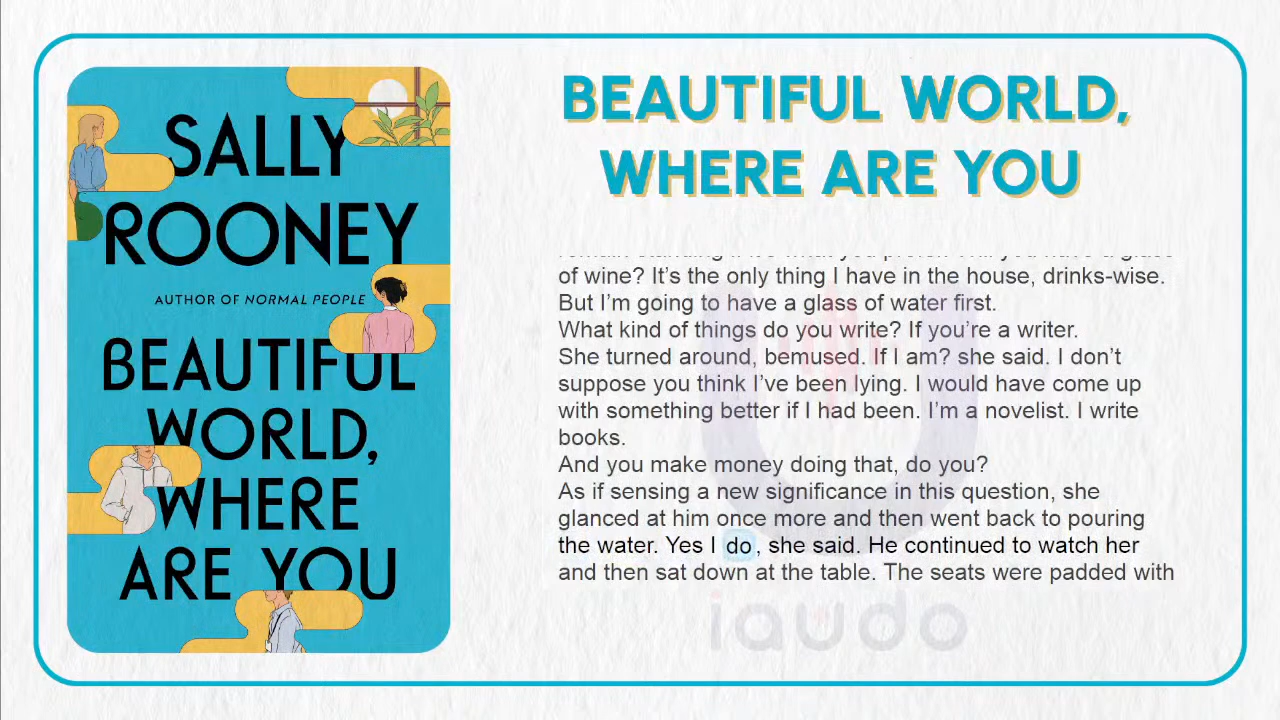 SALLY
ROONEY
AUTHOR OF NORMAL PEOPLE
BEAUTIFUL
WORLD,
WHERE
ARE YOU
BEAUTIFUL WORLD,
WHERE ARE YOU
of wine? It’s the only thing I have in the house, drinks-wise.
But I’m going to have a glass of water first.
What kind of things do you write? If you’re a writer.
She turned around, bemused. If I am? she said. I don’t
suppose you think I’ve been lying. I would have come up
with something better if I had been. I’m a novelist. I write
books.
And you make money doing that, do you?
As if sensing a new significance in this question, she
glanced at him once more and then went back to pouring
the water. Yes I do, she said. He continued to watch her
and then sat down at the table. The seats were padded with
iaudo